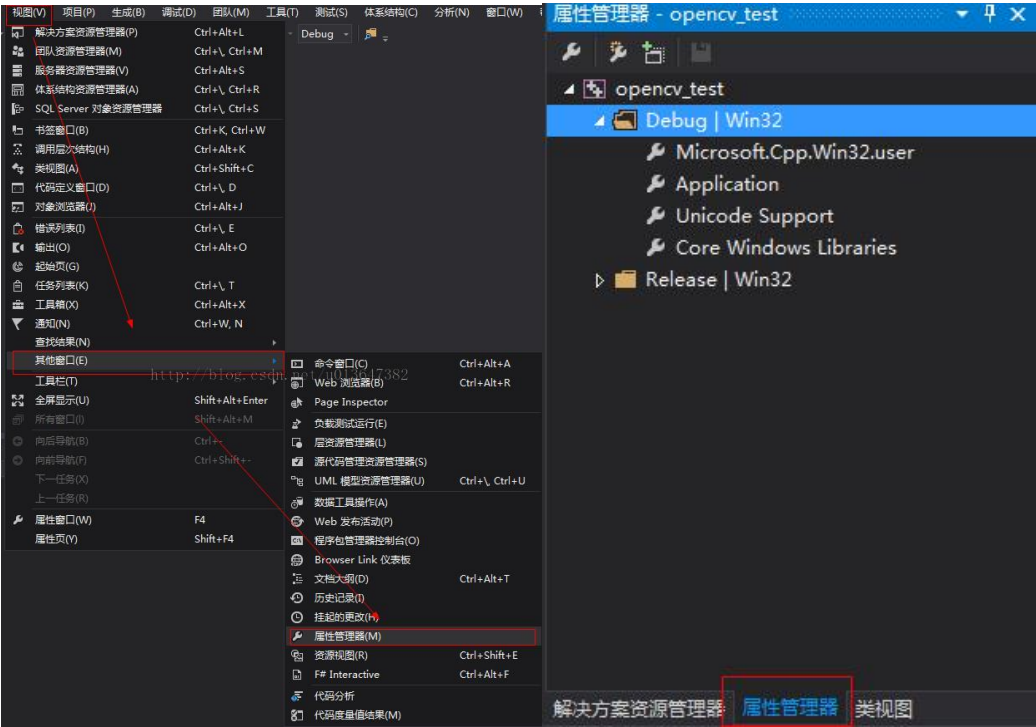 视图(V) 项目(P) 生成(B) 调试(D) 团队(M) 工具(T) 测试(S) 体系结构(C) 分析(N) 窗口(W)
Debug
解决方案资源管理器(P) Ctrl+Alt+L
团队资源管理器(M) Ctrl+\, Ctrl+M
服务器资源管理器(V) Ctrl+Alt+S
体系结构资源管理器(A) Ctrl+\, Ctrl+R
SQL Server 对象资源管理器 Ctrl+\, Ctrl+S
书签窗口(B) Ctrl+K, Ctrl+W
调用层次结构(H) Ctrl+Alt+K
类视图(A) Ctrl+Shift+C
代码定义窗口(D) Ctrl+\, D
对象浏览器(J) Ctrl+Alt+J
错误列表(I) Ctrl+\, E
输出(O) Ctrl+Alt+O
起始页(G)
任务列表(K) Ctrl+\, T
工具箱(X) Ctrl+Alt+X
通知(N) Ctrl+W, N
查找结果(N)
其他窗口(E)
工具栏(T)
全屏显示(U) Shift+Alt+Enter
所有窗口(I) Shift+Alt+M
向后导航(B) Ctrl+-
向前导航(F) Ctrl+Shift+-
下一任务(X)
上一任务(R)
属性窗口(W) F4
属性页(Y) Shift+F4
http://blog.csdn.net/u013647382
命令窗口(C) Ctrl+Alt+A
Web 浏览器(B) Ctrl+Alt+R
Page Inspector
负载测试运行(E)
层资源管理器(L)
源代码管理资源管理器(S)
UML 模型资源管理器(U) Ctrl+\, Ctrl+U
数据工具操作(A)
Web 发布活动(P)
程序包管理器控制台(O)
Browser Link 仪表板
文档大纲(D) Ctrl+Alt+T
历史记录(I)
挂起的更改(H)
属性管理器(M)
资源视图(R) Ctrl+Shift+E
F# Interactive Ctrl+Alt+F
代码分析
代码度量值结果(M)
属性管理器 - opencv_test
opencv_test
Debug | Win32
Microsoft.Cpp.Win32.user
Application
Unicode Support
Core Windows Libraries
Release | Win32
解决方案资源管理器 属性管理器 类视图